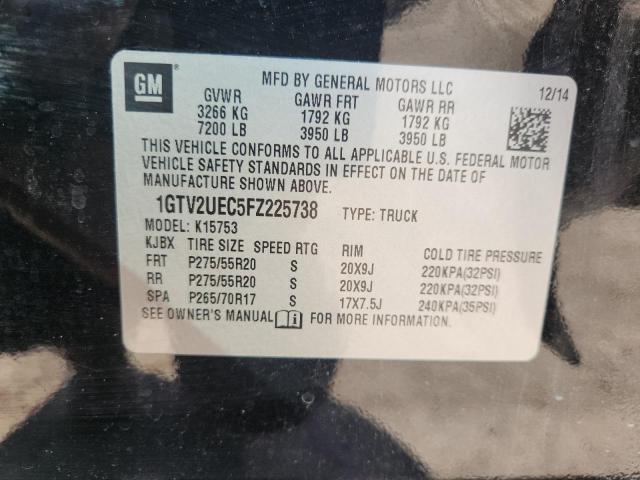 GM
MFD BY GENERAL MOTORS LLC
12/14
GVWR GAWR FRT GAWR RR
3266 KG 1792 KG 1792 KG
7200 LB 3950 LB 3950 LB
THIS VEHICLE CONFORMS TO ALL APPLICABLE U.S. FEDERAL MOTOR
VEHICLE SAFETY STANDARDS IN EFFECT ON THE DATE OF
MANUFACTURE SHOWN ABOVE.
1GTV2UEC5FZ225738 TYPE: TRUCK
MODEL: K15753
KJBX TIRE SIZE SPEED RTG RIM COLD TIRE PRESSURE
FRT P275/55R20 S 20X9J 220KPA(32PSI)
RR P275/55R20 S 20X9J 220KPA(32PSI)
SPA P265/70R17 S 17X7.5J 240KPA(35PSI)
SEE OWNER'S MANUAL FOR MORE INFORMATION.